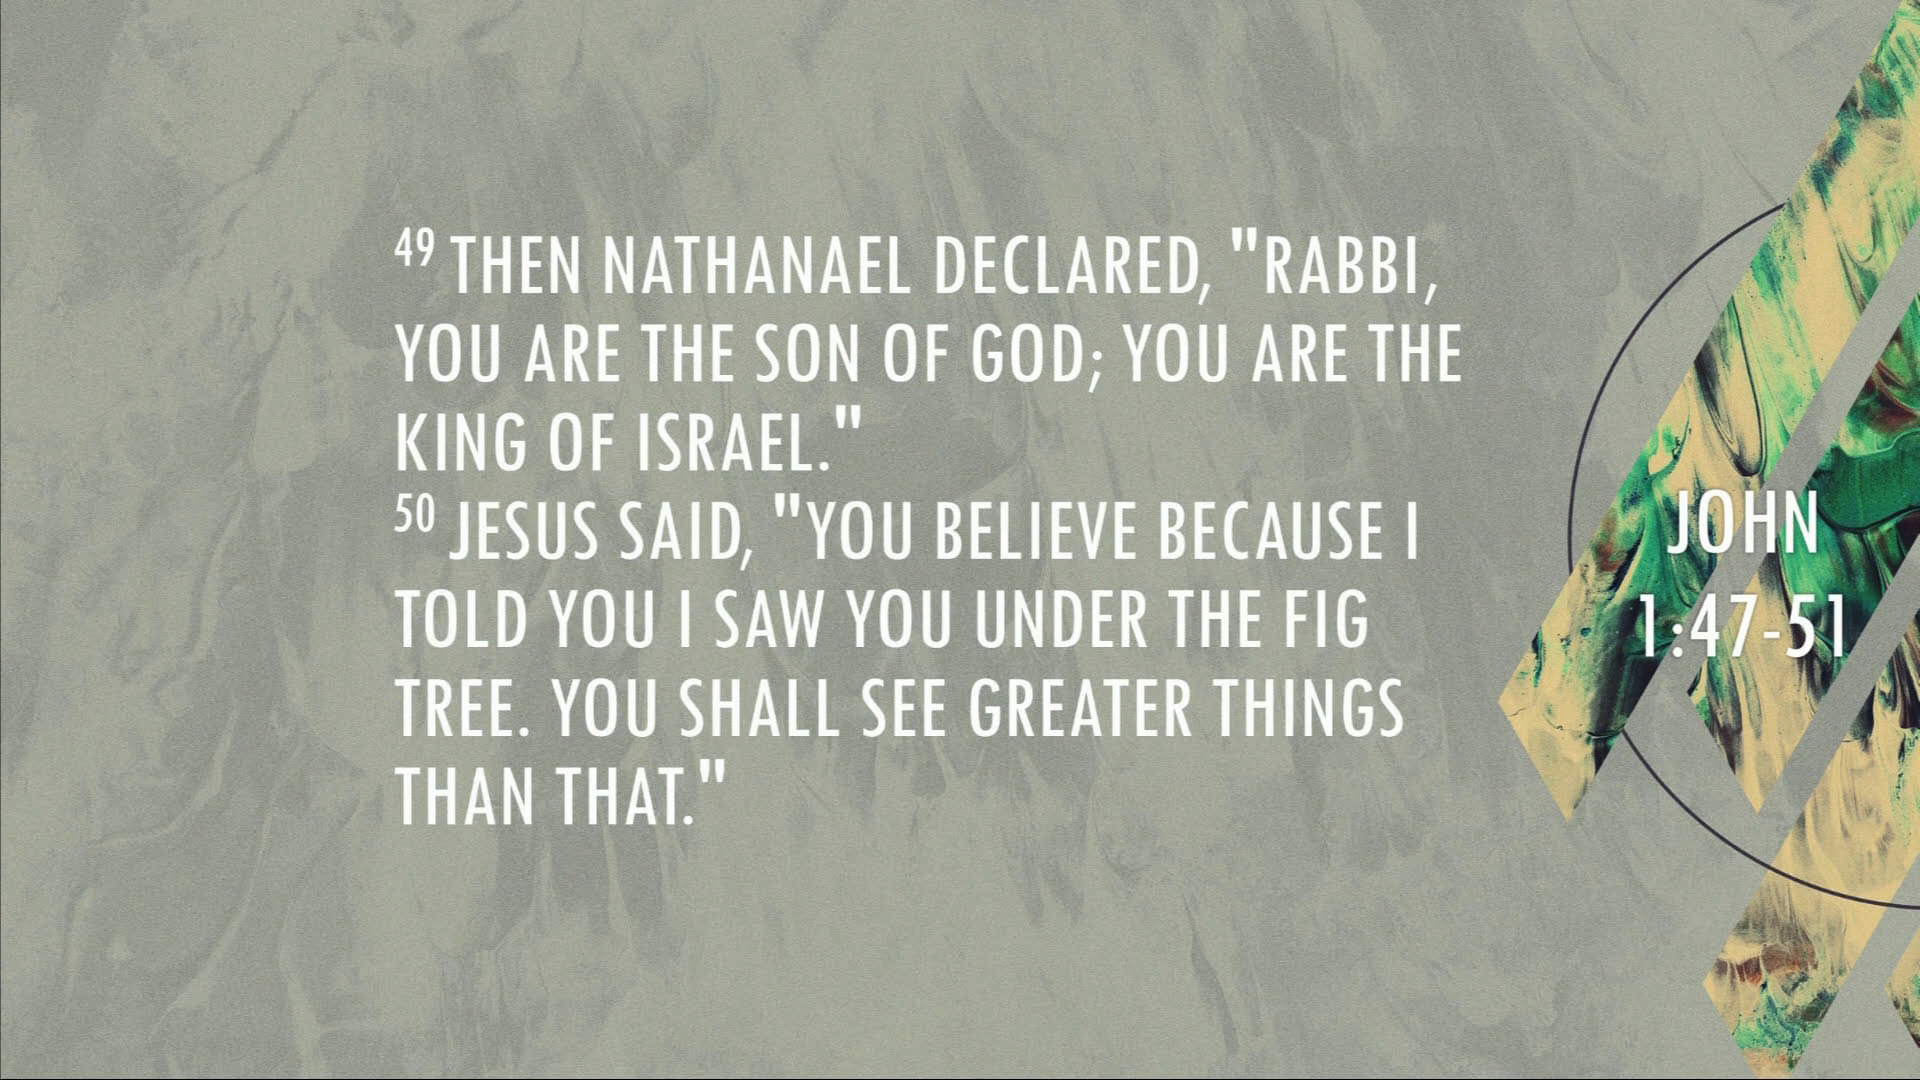 49 THEN NATHANAEL DECLARED, "RABBI,
YOU ARE THE SON OF GOD; YOU ARE THE
KING OF ISRAEL."
50 JESUS SAID, "YOU BELIEVE BECAUSE I
TOLD YOU I SAW YOU UNDER THE FIG
TREE. YOU SHALL SEE GREATER THINGS
THAN THAT."
JOHN
1:47-51